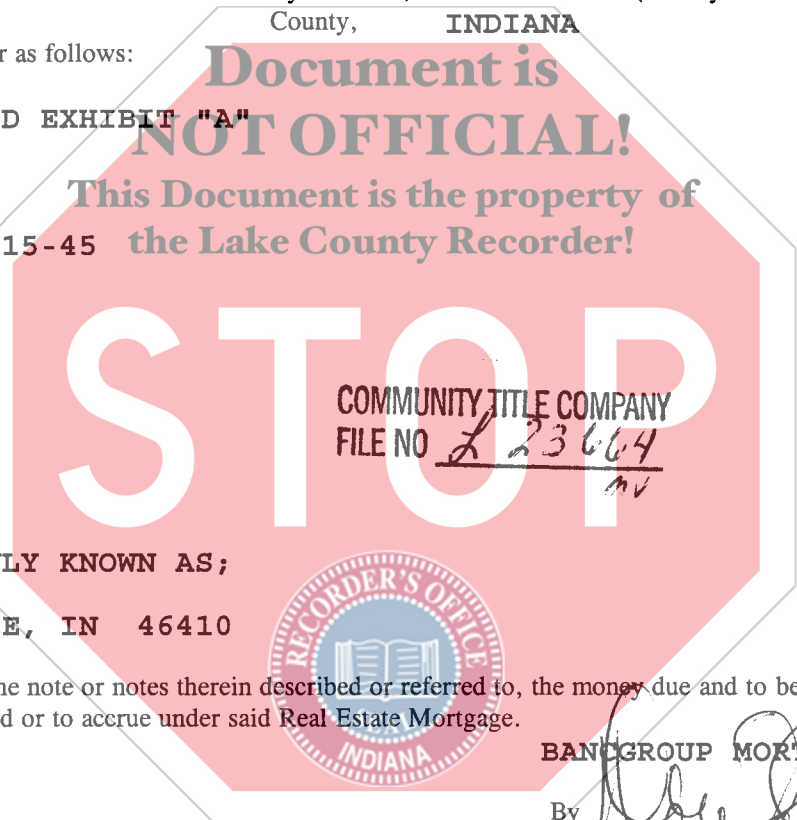 County, INDIANA
r as follows:
Document is
D EXHIBIT "A"
NOT OFFICIAL!
This Document is the property of
15-45 the Lake County Recorder!
STOP
COMMUNITY TITLE COMPANY
FILE NO L 23664
mv
LY KNOWN AS;
E, IN 46410
RECORDER'S OFFICE
SEAL
INDIANA
he note or notes therein described or referred to, the money due and to be
d or to accrue under said Real Estate Mortgage.
BANCGROUP MOR
By